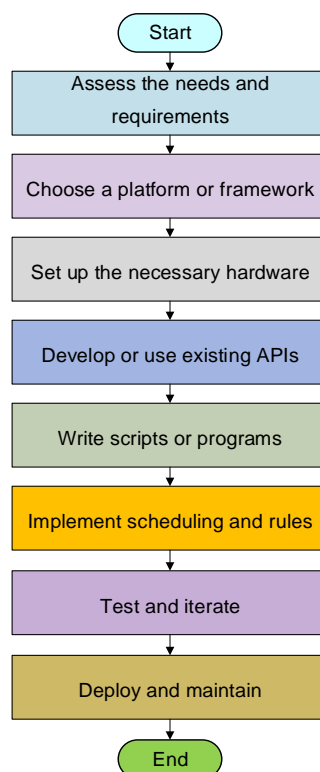 Start
Assess the needs and
requirements
Choose a platform or framework
Set up the necessary hardware
Develop or use existing APIs
Write scripts or programs
Implement scheduling and rules
Test and iterate
Deploy and maintain
End